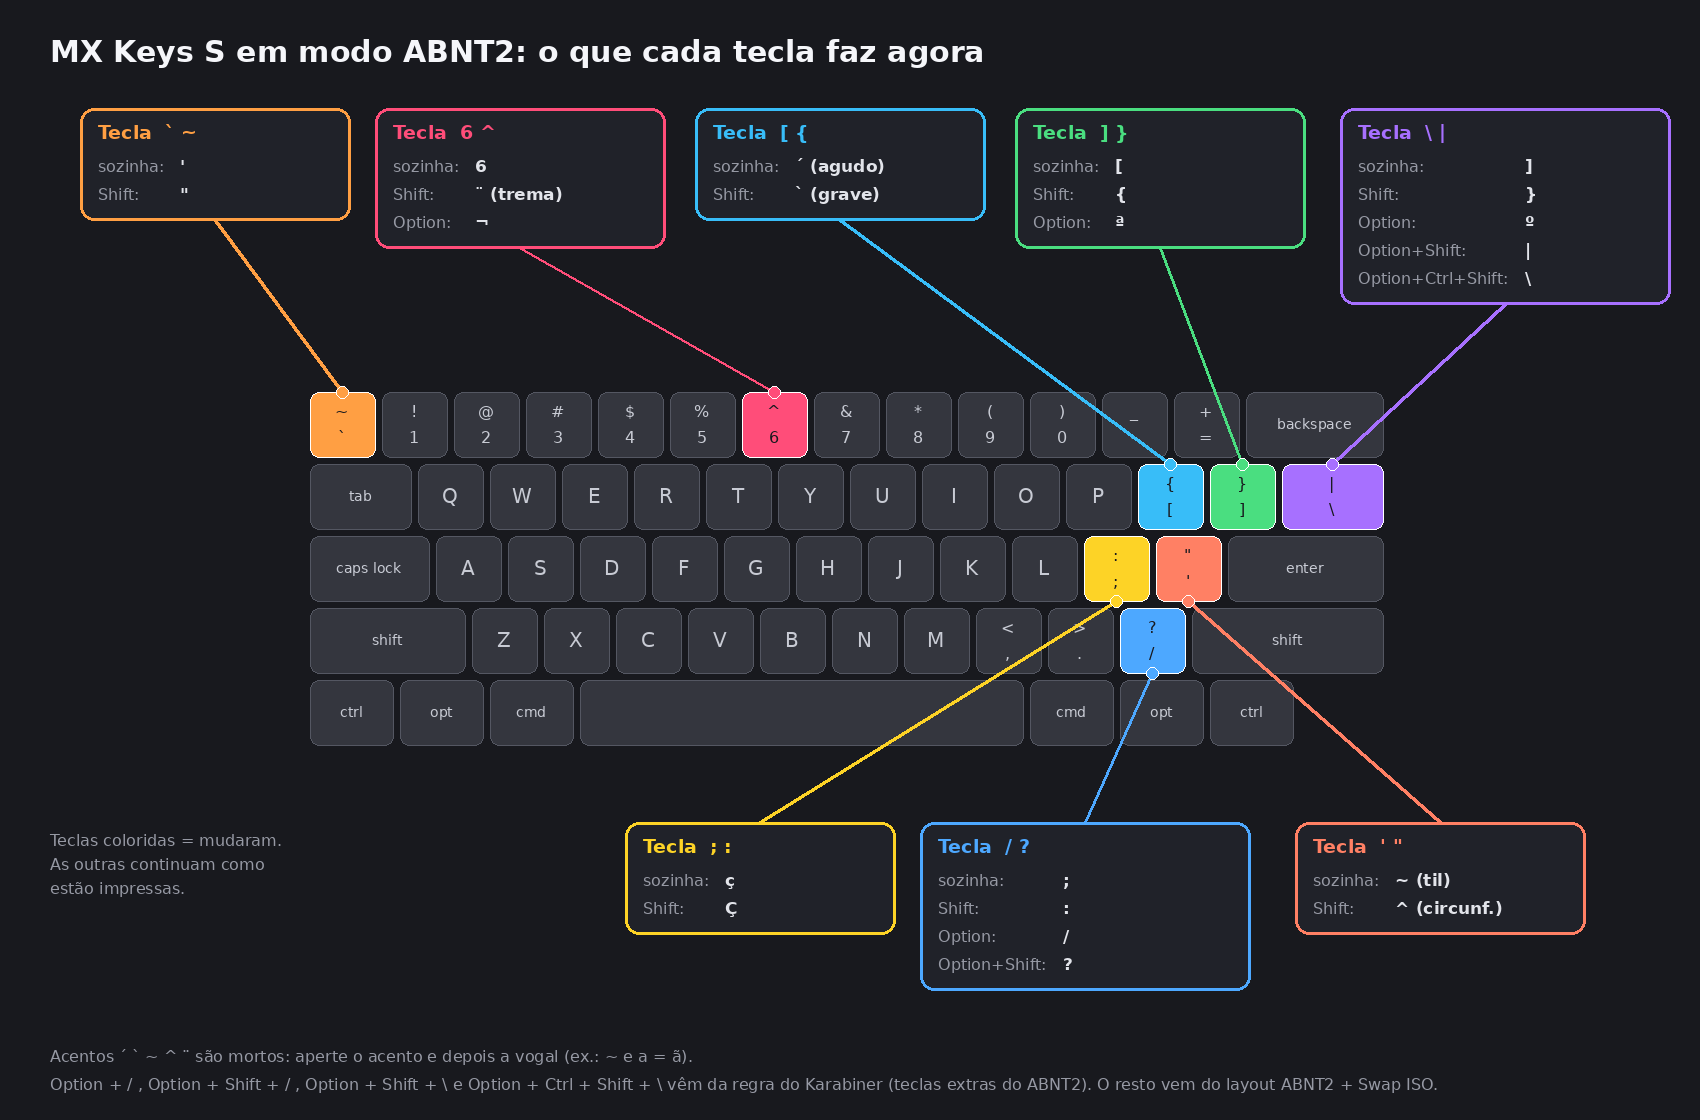 MX Keys S em modo ABNT2: o que cada tecla faz agora
Tecla ` ~
sozinha: '
Shift: "
Tecla 6 ^
sozinha: 6
Shift: ¨ (trema)
Option: ¬
Tecla [ {
sozinha: ´ (agudo)
Shift: ` (grave)
Tecla ] }
sozinha: [
Shift: {
Option: ª
Tecla \ |
sozinha: ]
Shift: }
Option: º
Option+Shift: |
Option+Ctrl+Shift: \
~ ! @ # $ % ^ & * ( ) _ +
` 1 2 3 4 5 6 7 8 9 0 = backspace
tab Q W E R T Y U I O P { } |
[ ] \
caps lock A S D F G H J K L : " enter
; '
shift Z X C V B N M < > ? shift
, . /
ctrl opt cmd cmd opt ctrl
Teclas coloridas = mudaram.
As outras continuam como
estão impressas.
Tecla ; :
sozinha: ç
Shift: Ç
Tecla / ?
sozinha: ;
Shift: :
Option: /
Option+Shift: ?
Tecla ' "
sozinha: ~ (til)
Shift: ^ (circunf.)
Acentos ´ ` ~ ^ ¨ são mortos: aperte o acento e depois a vogal (ex.: ~ e a = ã).
Option + / , Option + Shift + / , Option + Shift + \ e Option + Ctrl + Shift + \ vêm da regra do Karabiner (teclas extras do ABNT2). O resto vem do layout ABNT2 + Swap ISO.